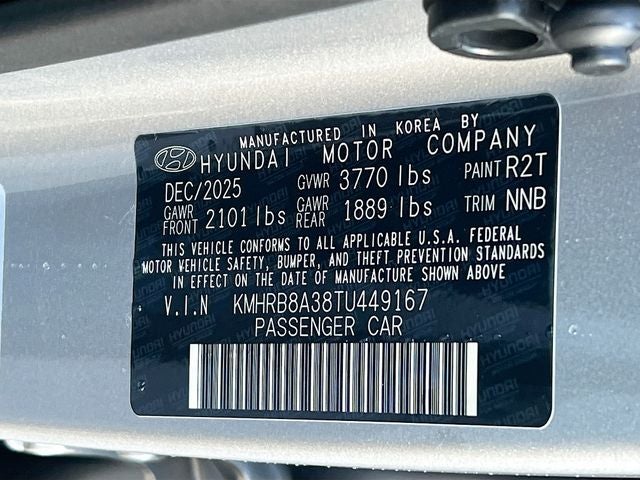 MANUFACTURED IN KOREA BY
HYUNDAI MOTOR COMPANY
DEC/2025 GVWR 3770 lbs PAINT R2T
GAWR FRONT 2101 lbs GAWR REAR 1889 lbs TRIM NNB
THIS VEHICLE CONFORMS TO ALL APPLICABLE U.S.A. FEDERAL
MOTOR VEHICLE SAFETY, BUMPER, AND THEFT PREVENTION STANDARDS
IN EFFECT ON THE DATE OF MANUFACTURE SHOWN ABOVE
V.I.N KMHRB8A38TU449167
PASSENGER CAR